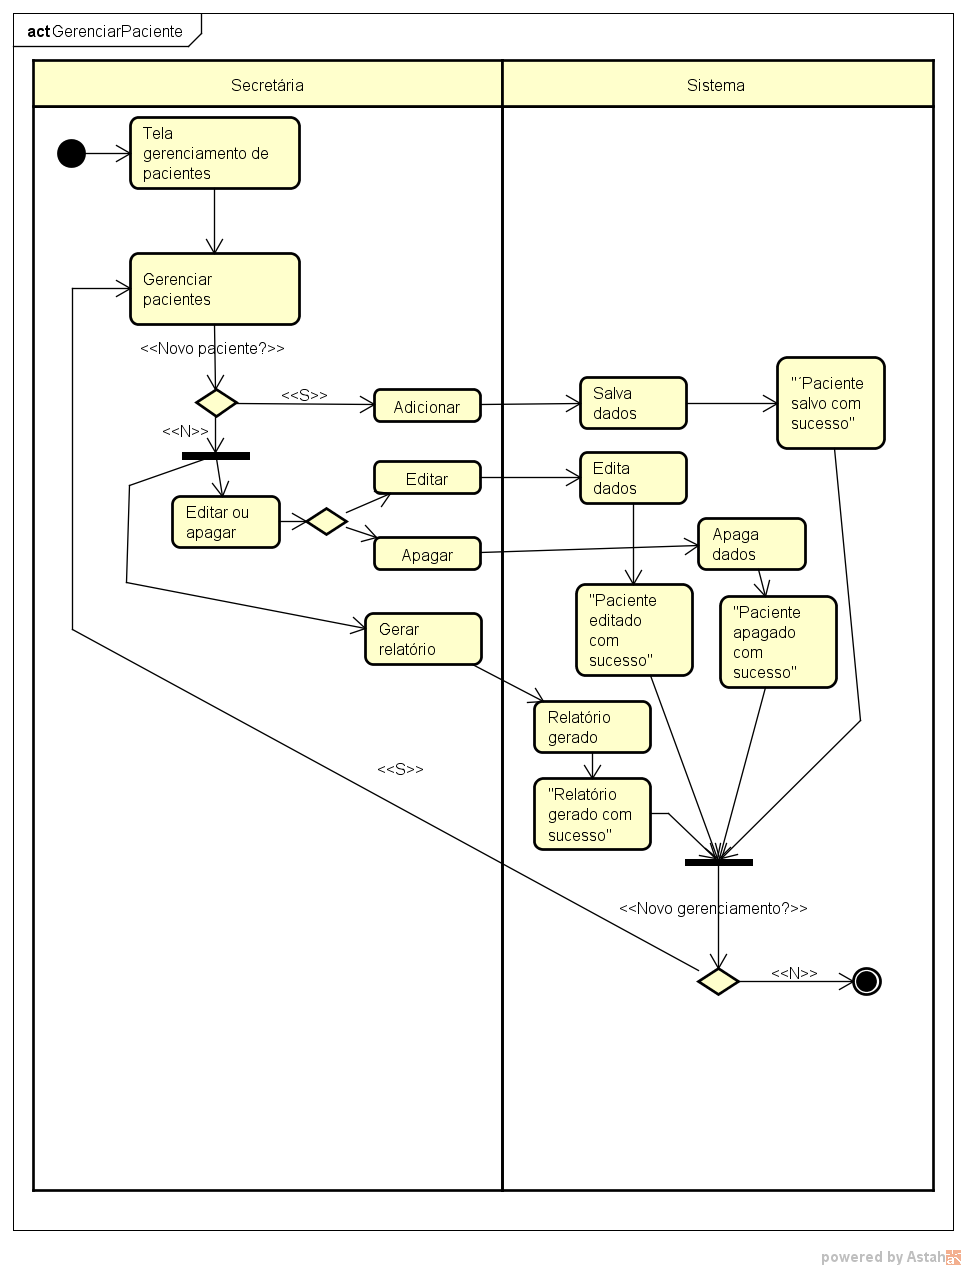 act GerenciarPaciente
Secretária
Sistema
Tela
gerenciamento de
pacientes
Gerenciar
pacientes
<<Novo paciente?>>
<<S>>
Adicionar
Salva
dados
"´Paciente
salvo com
sucesso"
<<N>>
Editar
Edita
dados
Editar ou
apagar
Apagar
Apaga
dados
"Paciente
editado
com
sucesso"
"Paciente
apagado
com
sucesso"
Gerar
relatório
Relatório
gerado
<<S>>
"Relatório
gerado com
sucesso"
<<Novo gerenciamento?>>
<<N>>
powered by Astah